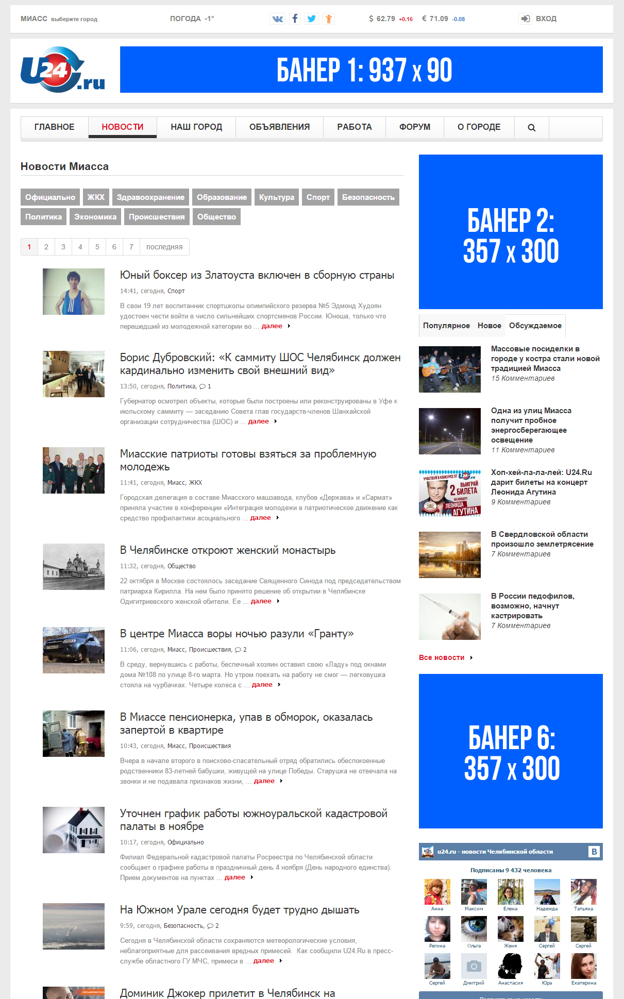 МИАСС выберите город
ПОГОДА -1°
$ 62.79 +0.16 € 71.09 -0.08
ВХОД
U24.ru
БАНЕР 1: 937 x 90
ГЛАВНОЕ
НОВОСТИ
НАШ ГОРОД
ОБЪЯВЛЕНИЯ
РАБОТА
ФОРУМ
О ГОРОДЕ
Новости Миасса
Официально ЖКХ Здравоохранение Образование Культура Спорт Безопасность
Политика Экономика Происшествия Общество
1 2 3 4 5 6 7 последняя
Юный боксер из Златоуста включен в сборную страны
14:41, сегодня, Спорт
В свои 19 лет воспитанник спортшколы олимпийского резерва №5 Эдмонд Худоян
удостоен чести войти в число сильнейших спортсменов России. Юноша, только что
перешедший из молодежной категории во ... далее
Борис Дубровский: «К саммиту ШОС Челябинск должен
кардинально изменить свой внешний вид»
13:50, сегодня, Политика, 1
Губернатор осмотрел объекты, которые были построены или реконструированы в Уфе к
июльскому саммиту — заседанию Совета глав государств-членов Шанхайской
организации сотрудничества (ШОС) и ... далее
Миасские патриоты готовы взяться за проблемную
молодежь
11:41, сегодня, Миасс, ЖКХ
Городская делегация в составе Миасского машзавода, клубов «Держава» и «Сармат»
приняла участие в конференции «Интеграция молодежи в патриотическое движение как
средство профилактики асоциального ... далее
В Челябинске откроют женский монастырь
11:32, сегодня, Общество
22 октября в Москве состоялось заседание Священного Синода под председательством
патриарха Кирилла. На нем было принято решение об открытии в Челябинске
Одигитриевского женской обители. Ее ... далее
В центре Миасса воры ночью разули «Гранту»
11:06, сегодня, Миасс, Происшествия, 2
В среду, вернувшись с работы, беспечный хозяин оставил свою «Ладу» под окнами
дома №108 по улице 8-го марта. Но утром поехать на работу не смог — легковушка
стояла на чурбачках. Четыре колеса с ... далее
В Миассе пенсионерка, упав в обморок, оказалась
запертой в квартире
10:43, сегодня, Миасс, Происшествия
Вчера в начале второго в поисково-спасательный отряд обратились обеспокоенные
родственники 83-летней бабушки, живущей на улице Победы. Старушка не отвечала на
звонки и не подавала признаков жизни, ... далее
Уточнен график работы южноуральской кадастровой
палаты в ноябре
10:17, сегодня, Официально
Филиал Федеральной кадастровой палаты Росреестра по Челябинской области
сообщает о графике работы в праздничный день 4 ноября (День народного единства).
Прием документов на пунктах ... далее
На Южном Урале сегодня будет трудно дышать
9:59, сегодня, Безопасность, 2
Сегодня в Челябинской области сохраняются метеорологические условия,
неблагоприятные для рассеивания вредных примесей. Как сообщили U24.Ru в пресс-
службе областного ГУ МЧС, примеси в ... далее
Доминик Джокер прилетит в Челябинск на
БАНЕР 2:
357 x 300
Популярное Новое Обсуждаемое
Массовые посиделки в
городе у костра стали новой
традицией Миасса
15 Комментариев
Одна из улиц Миасса
получит пробное
энергосберегающее
освещение
11 Комментариев
УЧАСТВУЙ В КОНКУРСЕ ОТ U24.ru
ВЫИГРАЙ
2 БИЛЕТА
НА КОНЦЕРТ
ЛЕОНИДА
АГУТИНА
Хоп-хей-ла-ла-лей: U24.Ru
дарит билеты на концерт
Леонида Агутина
9 Комментариев
В Свердловской области
произошло землетрясение
7 Комментариев
В России педофилов,
возможно, начнут
кастрировать
7 Комментариев
Все новости
БАНЕР 6:
357 x 300
u24.ru - новости Челябинской области
В
Подписаны 9 432 человека
Анна Максим Елена Надежда Татьяна
Регина Ольга Женя Сергей Сергей
Сергей Дмитрий Анастасия Юра Екатерина